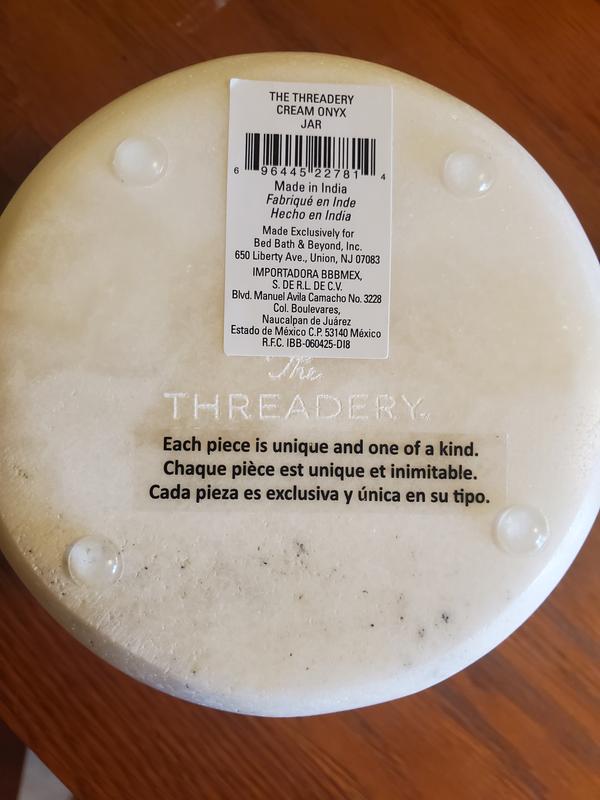 THE THREADERY
CREAM ONYX
JAR
6 96445 22781 4
Made in India
Fabriqué en Inde
Hecho en India
Made Exclusively for
Bed Bath & Beyond, Inc.
650 Liberty Ave., Union, NJ 07083
IMPORTADORA BBBMEX,
S. DE R.L. DE C.V.
Blvd. Manuel Avila Camacho No. 3228
Col. Boulevares,
Naucalpan de Juárez
Estado de México C.P. 53140 México
R.F.C. IBB-060425-DI8
The
THREADERY
Each piece is unique and one of a kind.
Chaque pièce est unique et inimitable.
Cada pieza es exclusiva y única en su tipo.